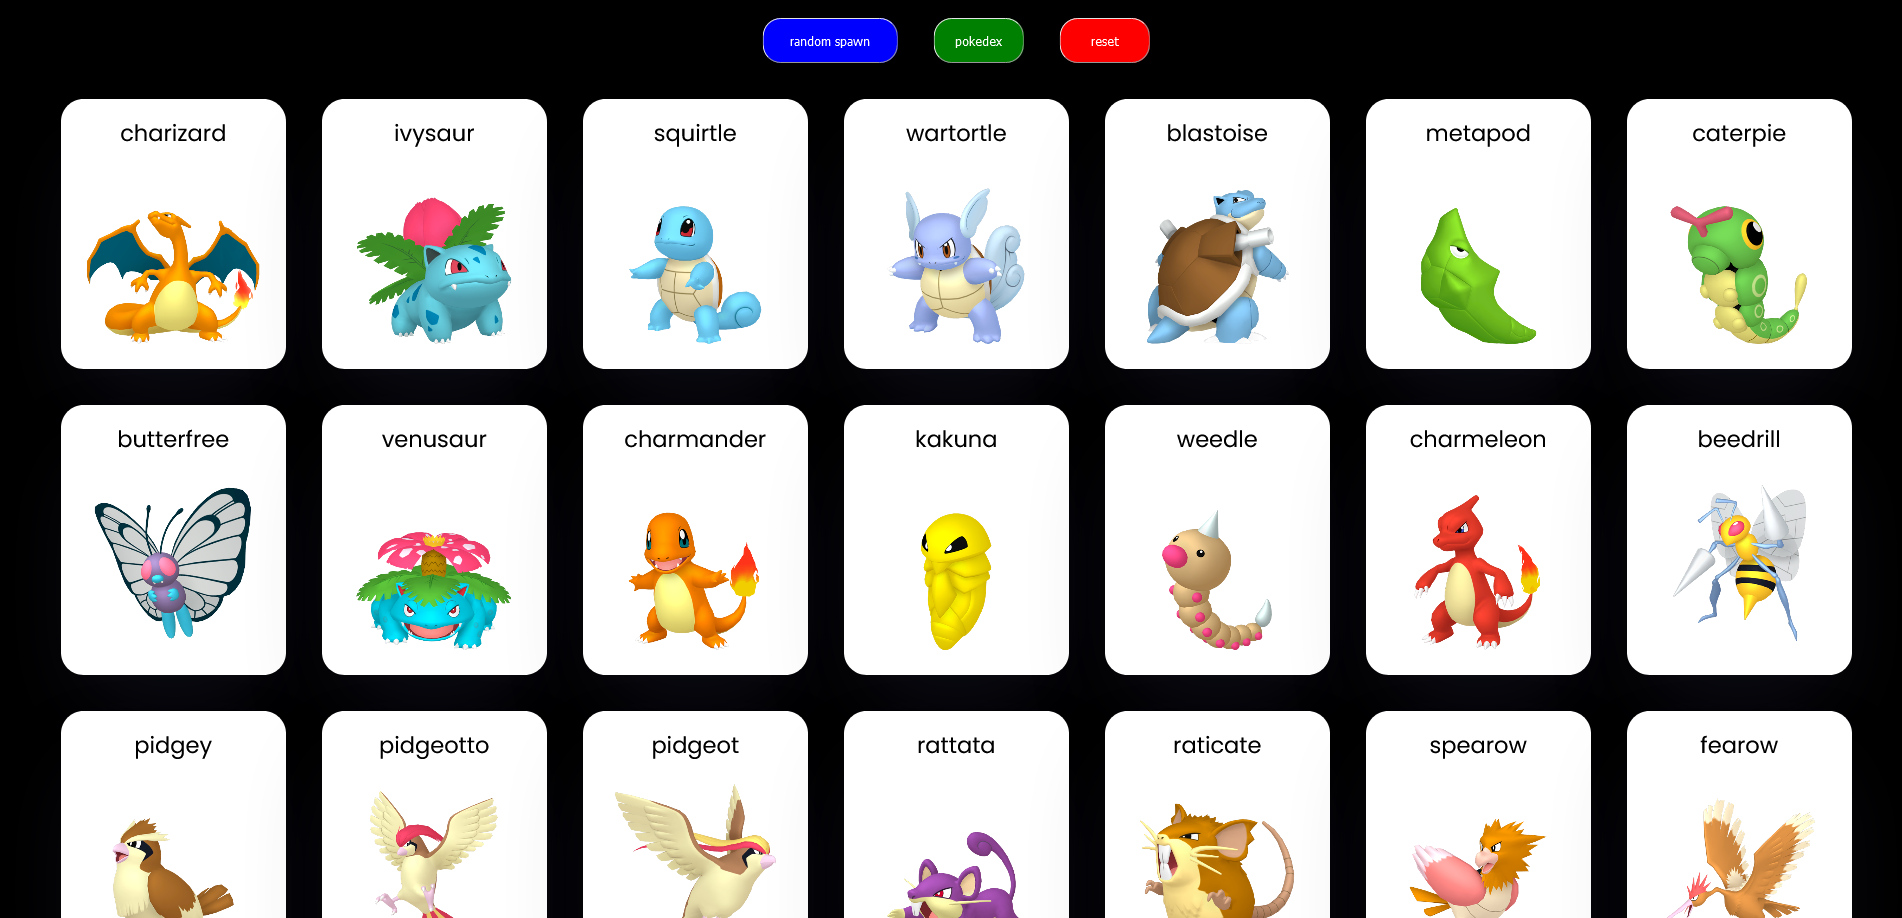 random spawn
pokedex
reset
charizard
ivysaur
squirtle
wartortle
blastoise
metapod
caterpie
butterfree
venusaur
charmander
kakuna
weedle
charmeleon
beedrill
pidgey
pidgeotto
pidgeot
rattata
raticate
spearow
fearow